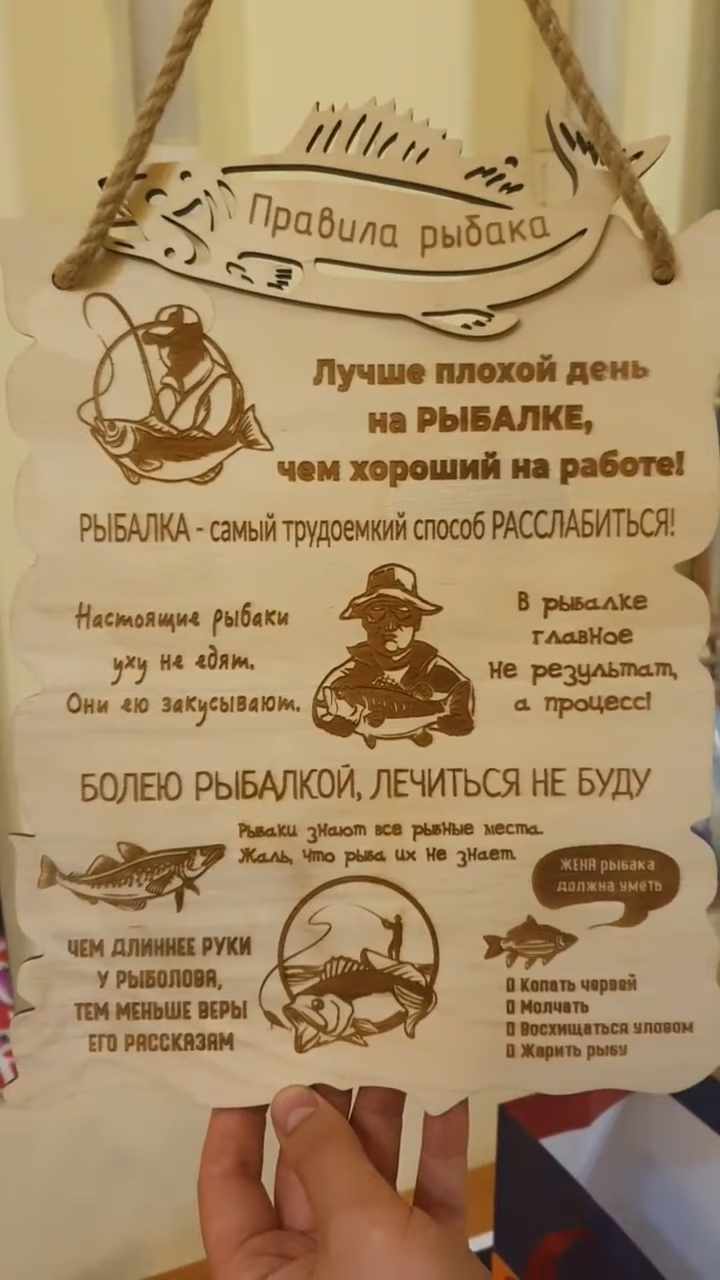 Правила рыбака
Лучше плохой день
на РЫБАЛКЕ,
чем хороший на работе!
РЫБАЛКА - самый трудоемкий способ РАССЛАБИТЬСЯ!
Настоящие рыбаки
уху не едят.
Они ею закусывают.
В рыбалке
главное
не результат,
а процесс!
БОЛЕЮ РЫБАЛКОЙ, ЛЕЧИТЬСЯ НЕ БУДУ
Рыбаки знают все рыбные места.
Жаль, что рыба их не знает.
ЧЕМ ДЛИННЕЕ РУКИ
У РЫБОЛОВА,
ТЕМ МЕНЬШЕ ВЕРЫ
ЕГО РАССКАЗАМ
ЖЕНА рыбака
должна уметь
Копать червей
Молчать
Восхищаться уловом
Жарить рыбу